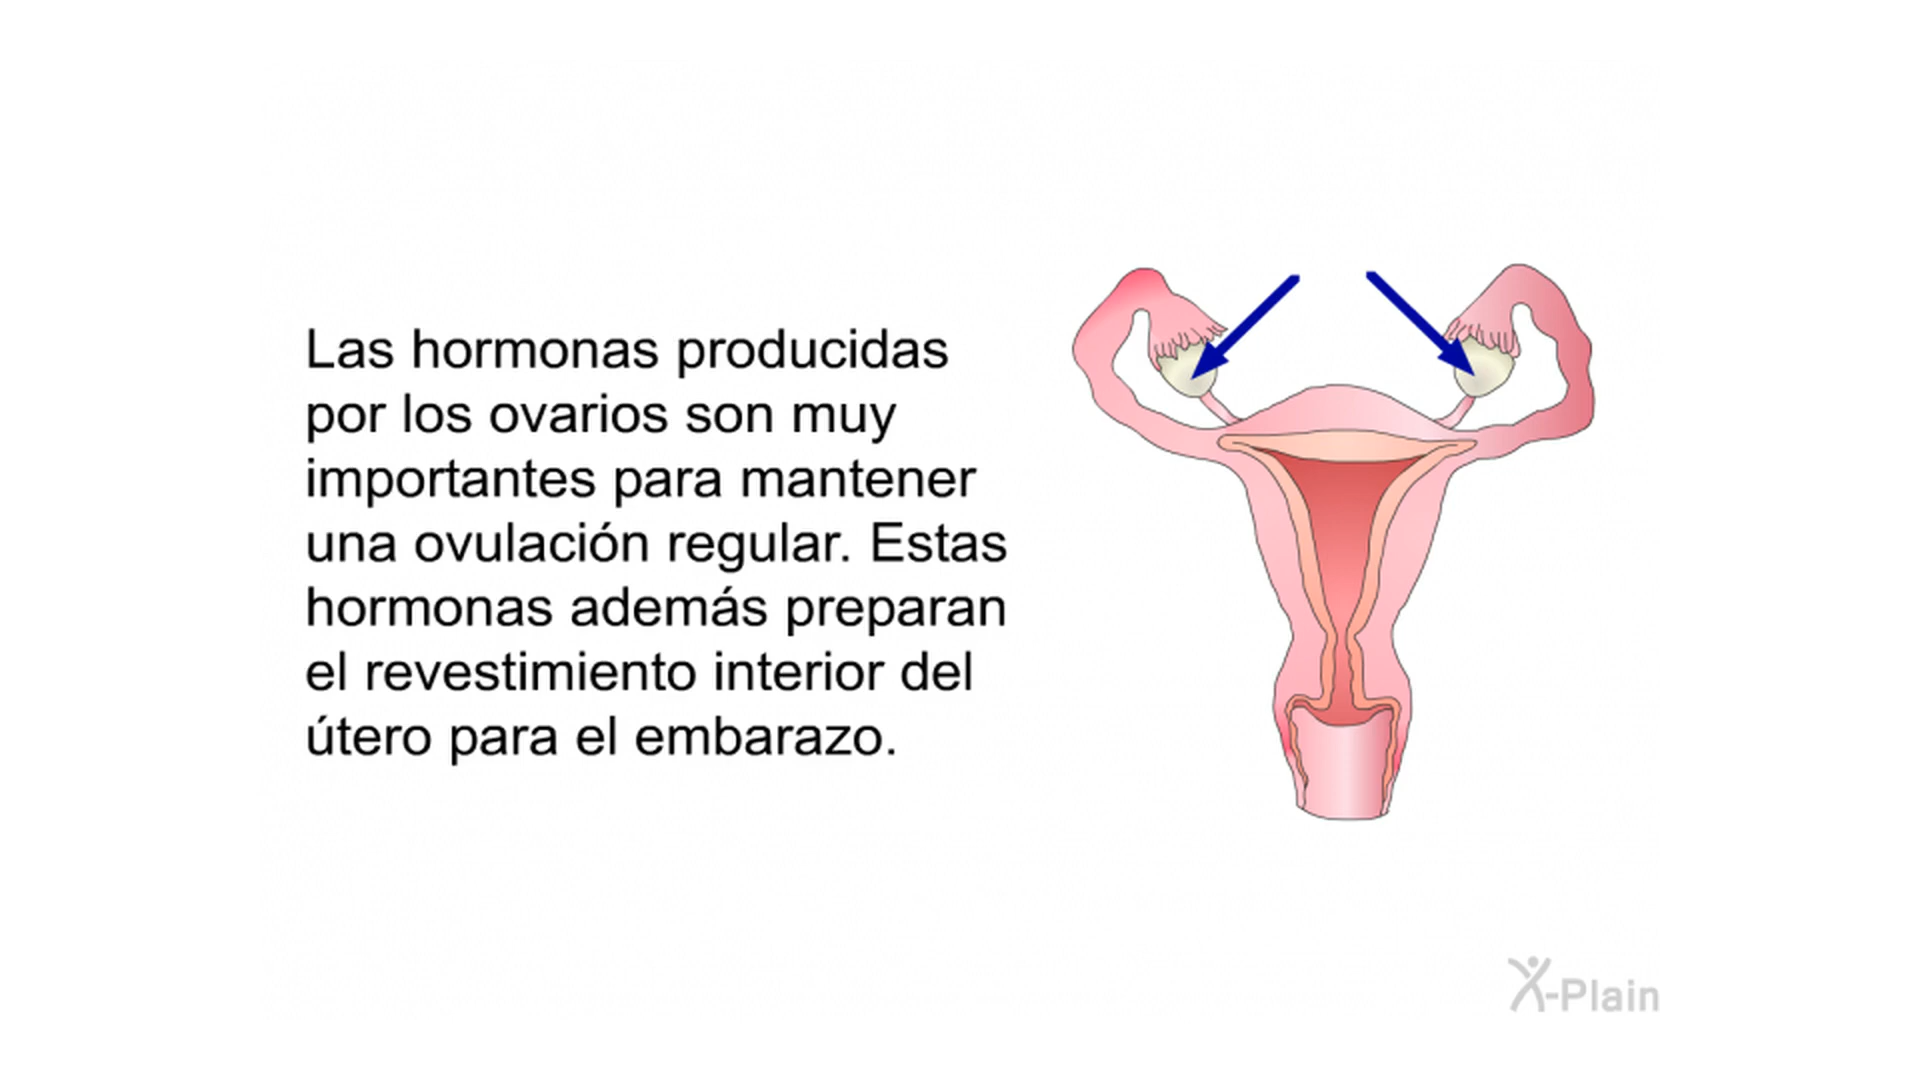 Las hormonas producidas
por los ovarios son muy
importantes para mantener
una ovulación regular. Estas
hormonas además preparan
el revestimiento interior del
útero para el embarazo.
X-Plain